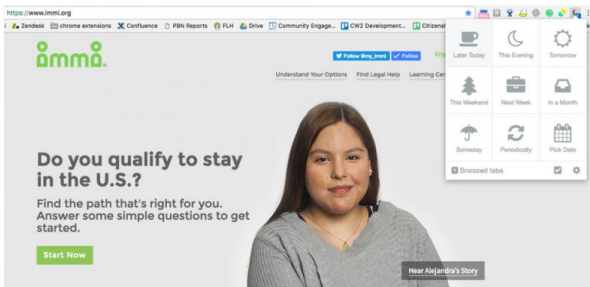 https://www.immi.org
Zendesk chrome extensions Confluence PBN Reports FLH Drive Community Engage... CW2 Development... Citizens
immi.
Follow @my_immi Follow
Understand Your Options Find Legal Help Learning Cen
Later Today This Evening Tomorrow
This Weekend Next Week In a Month
Someday Periodically Pick Date
Snoozed tabs
Do you qualify to stay
in the U.S.?
Find the path that's right for you.
Answer some simple questions to get
started.
Start Now
Hear Alejandra's Story